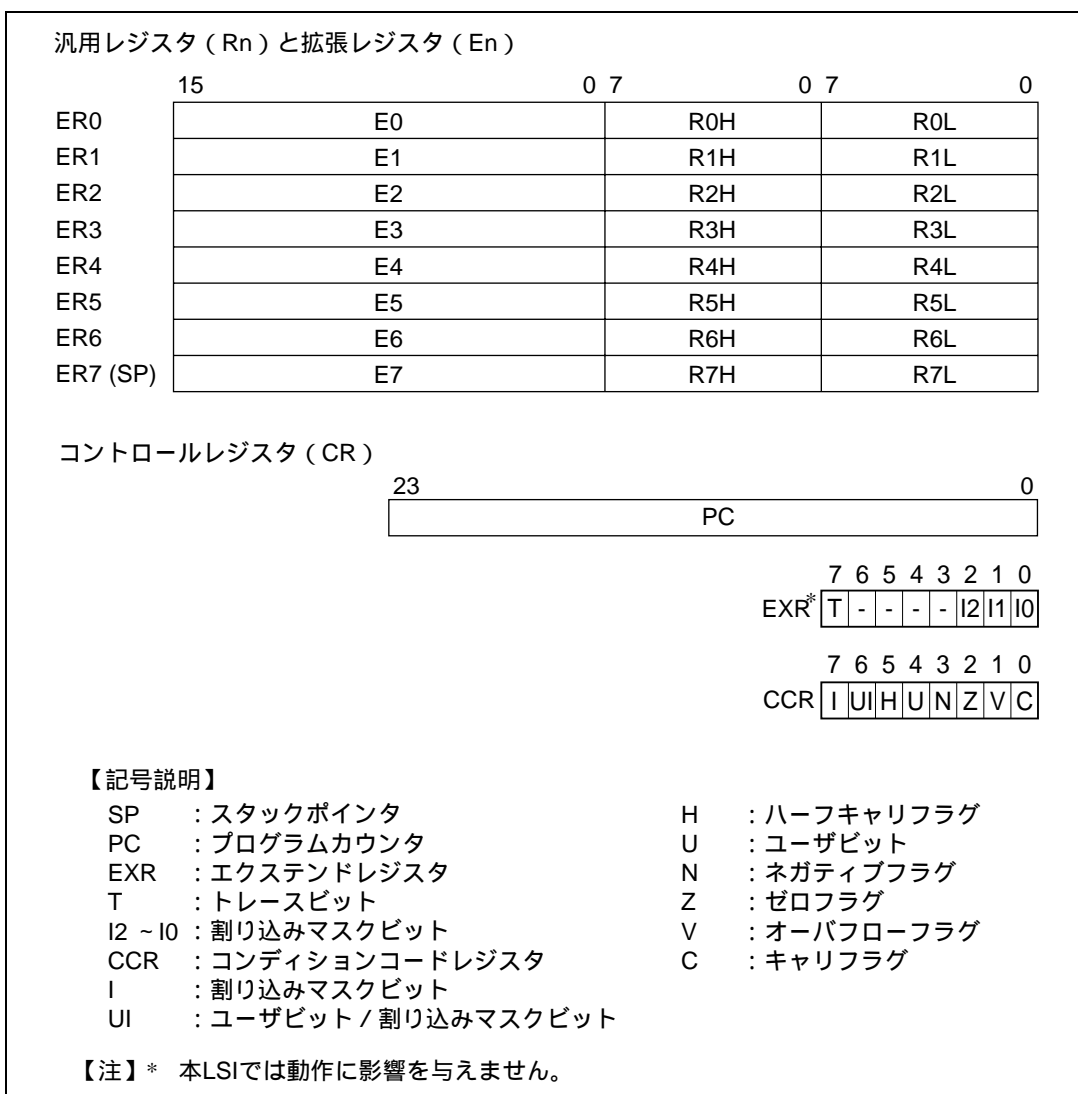 汎用レジスタ（Rn）と拡張レジスタ（En）
15 0 7 0 7 0
ER0 E0 R0H R0L
ER1 E1 R1H R1L
ER2 E2 R2H R2L
ER3 E3 R3H R3L
ER4 E4 R4H R4L
ER5 E5 R5H R5L
ER6 E6 R6H R6L
ER7 (SP) E7 R7H R7L
コントロールレジスタ（CR）
23 0
PC
7 6 5 4 3 2 1 0
EXR* T - - - - I2 I1 I0
7 6 5 4 3 2 1 0
CCR I UI H U N Z V C
【記号説明】
SP ：スタックポインタ
PC ：プログラムカウンタ
EXR ：エクステンドレジスタ
T ：トレースビット
I2 ~ I0 ：割り込みマスクビット
CCR ：コンディションコードレジスタ
I ：割り込みマスクビット
UI ：ユーザビット / 割り込みマスクビット
H ：ハーフキャリフラグ
U ：ユーザビット
N ：ネガティブフラグ
Z ：ゼロフラグ
V ：オーバフローフラグ
C ：キャリフラグ
【注】* 本LSIでは動作に影響を与えません。